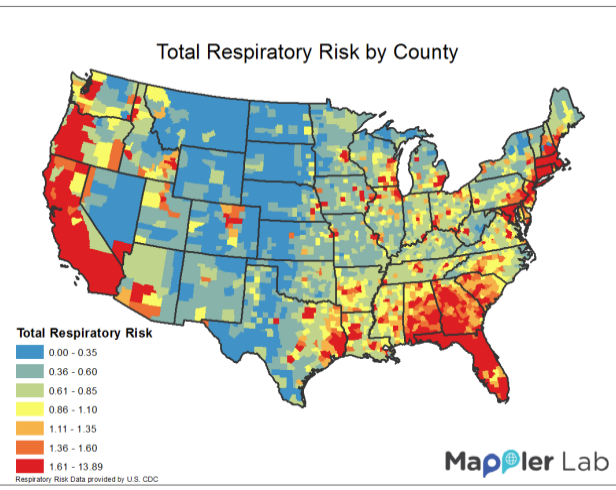 Total Respiratory Risk by County
Total Respiratory Risk
0.00 - 0.35
0.36 - 0.60
0.61 - 0.85
0.86 - 1.10
1.11 - 1.35
1.36 - 1.60
1.61 - 13.89
Respiratory Risk Data provided by U.S. CDC
Mappler Lab